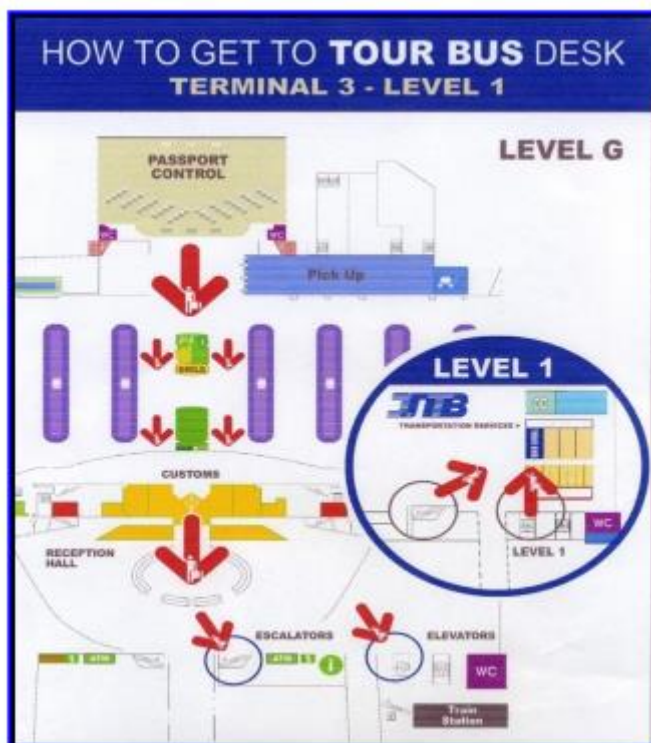 HOW TO GET TO TOUR BUS DESK
TERMINAL 3 - LEVEL 1
LEVEL G
PASSPORT
CONTROL
WC
WC
Pick Up
LEVEL 1
TRANSPORTATION SERVICES
CUSTOMS
WC
LEVEL 1
RECEPTION
HALL
ESCALATORS
ELEVATORS
$
ATM
ATM
$
i
WC
Train
Station